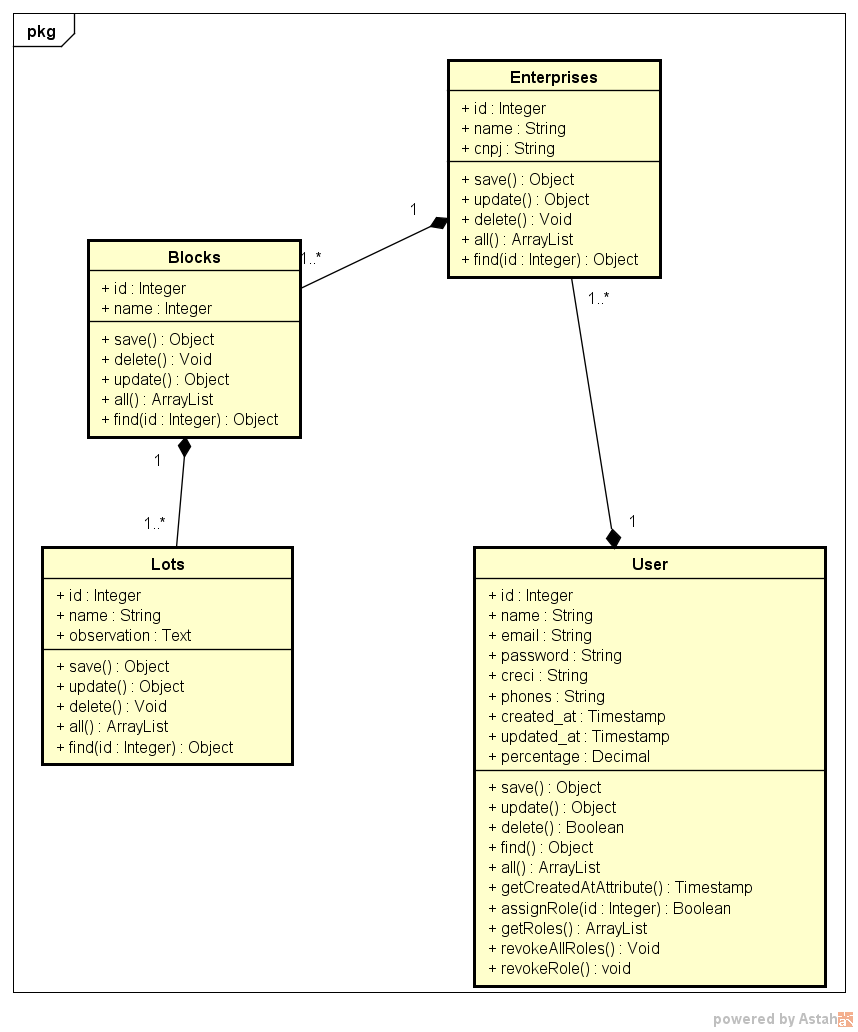 pkg
Enterprises
+ id : Integer
+ name : String
+ cnpj : String
+ save() : Object
+ update() : Object
+ delete() : Void
+ all() : ArrayList
+ find(id : Integer) : Object
1
1..*
1..*
Blocks
+ id : Integer
+ name : Integer
+ save() : Object
+ delete() : Void
+ update() : Object
+ all() : ArrayList
+ find(id : Integer) : Object
1
1..*
1
Lots
+ id : Integer
+ name : String
+ observation : Text
+ save() : Object
+ update() : Object
+ delete() : Void
+ all() : ArrayList
+ find(id : Integer) : Object
User
+ id : Integer
+ name : String
+ email : String
+ password : String
+ creci : String
+ phones : String
+ created_at : Timestamp
+ updated_at : Timestamp
+ percentage : Decimal
+ save() : Object
+ update() : Object
+ delete() : Boolean
+ find() : Object
+ all() : ArrayList
+ getCreatedAtAttribute() : Timestamp
+ assignRole(id : Integer) : Boolean
+ getRoles() : ArrayList
+ revokeAllRoles() : Void
+ revokeRole() : void
powered by Astah